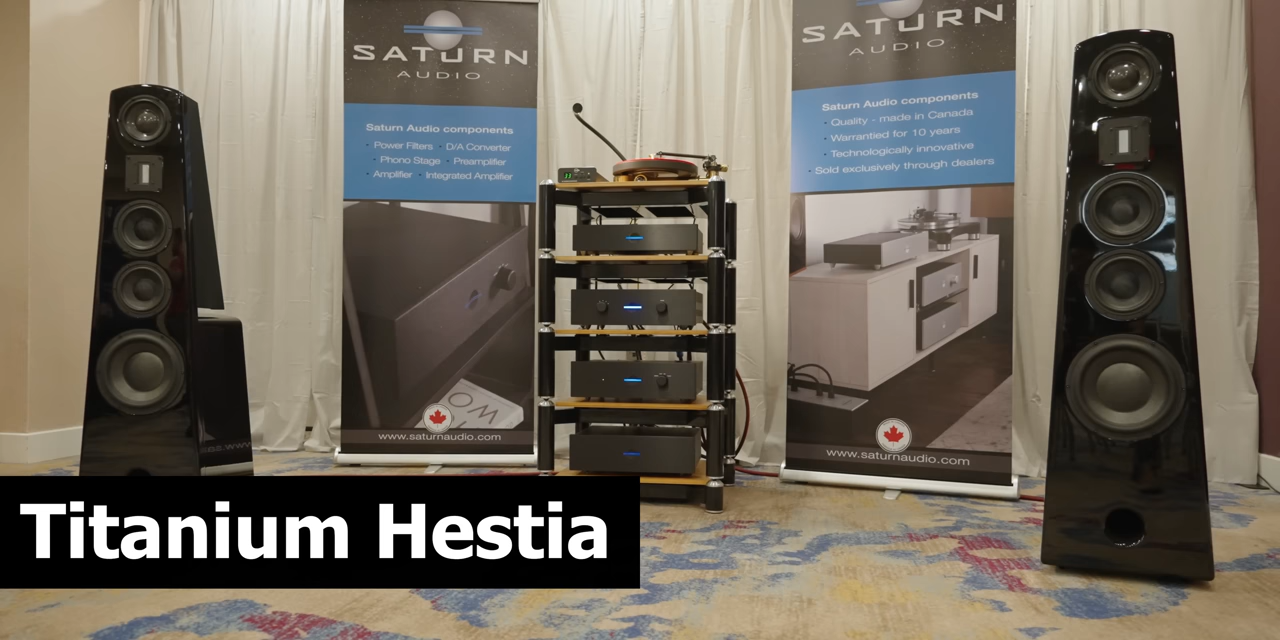 SATURN
AUDIO
Saturn Audio components
· Power Filters · D/A Converter
· Phono Stage · Preamplifier
· Amplifier · Integrated Amplifier
www.saturnaudio.com
SATURN
AUDIO
Saturn Audio components
· Quality - made in Canada
· Warrantied for 10 years
· Technologically innovative
· Sold exclusively through dealers
www.saturnaudio.com
Titanium Hestia